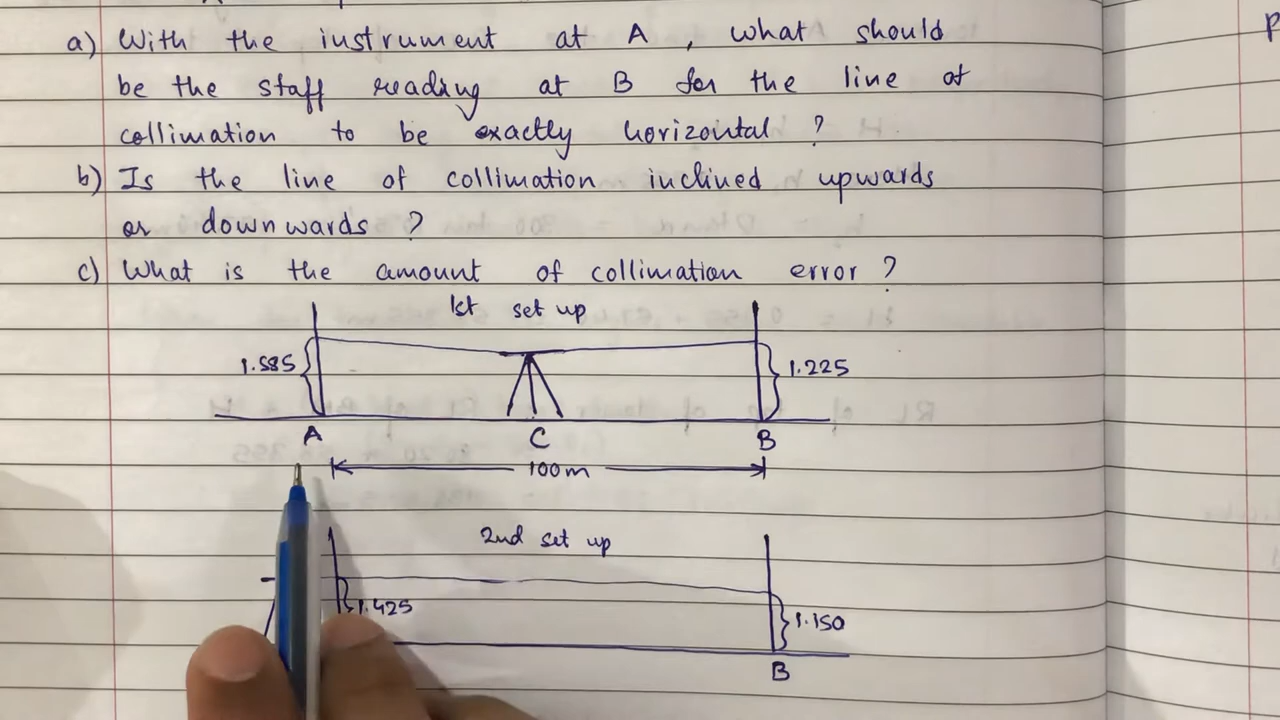 a) With the instrument at A, what should
be the staff reading at B for the line of
collimation to be exactly horizontal ?
b) Is the line of collimation inclined upwards
or downwards ?
c) What is the amount of collimation error ?
1st set up
1.585
1.225
A
C
B
100m
2nd set up
1.425
1.150
B